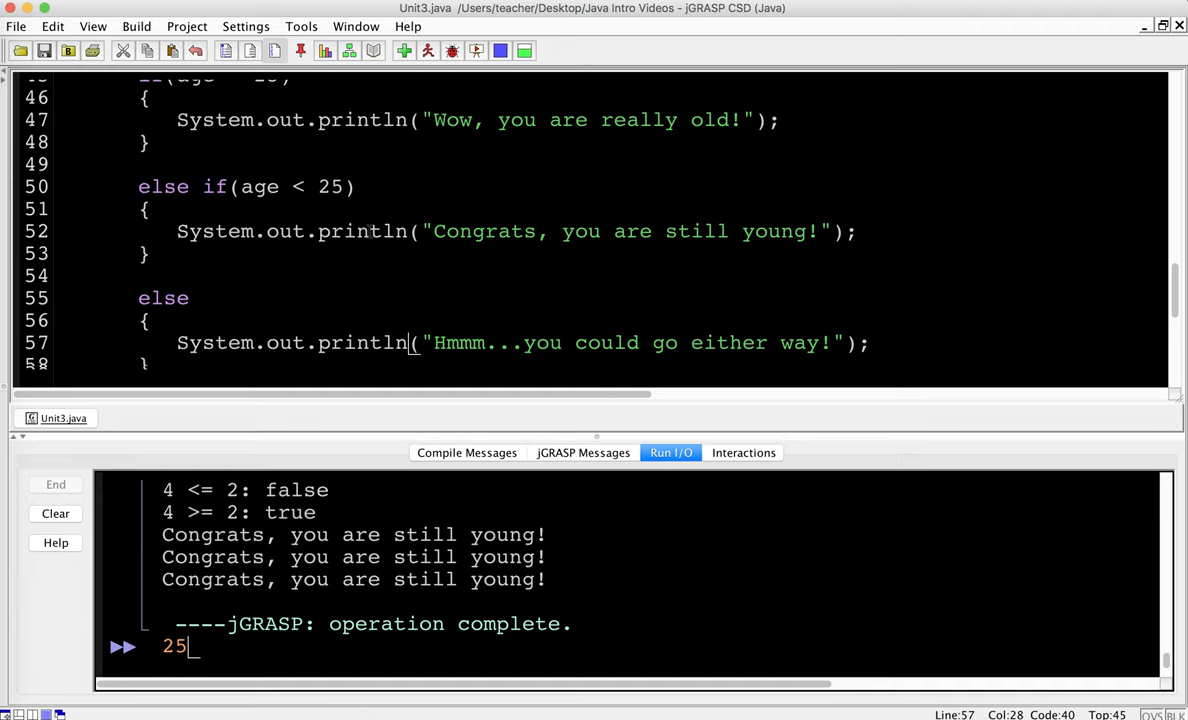 Unit3.java /Users/teacher/Desktop/Java Intro Videos - jGRASP CSD (Java)
File Edit View Build Project Settings Tools Window Help
46 {
47 System.out.println("Wow, you are really old!");
48 }
49
50 else if(age < 25)
51 {
52 System.out.println("Congrats, you are still young!");
53 }
54
55 else
56 {
57 System.out.println("Hmmm...you could go either way!");
58 }
Unit3.java
Compile Messages jGRASP Messages Run I/O Interactions
End
Clear
Help
4 <= 2: false
4 >= 2: true
Congrats, you are still young!
Congrats, you are still young!
Congrats, you are still young!
----jGRASP: operation complete.
25
Line:57 Col:28 Code:40 Top:45 OVS BLK